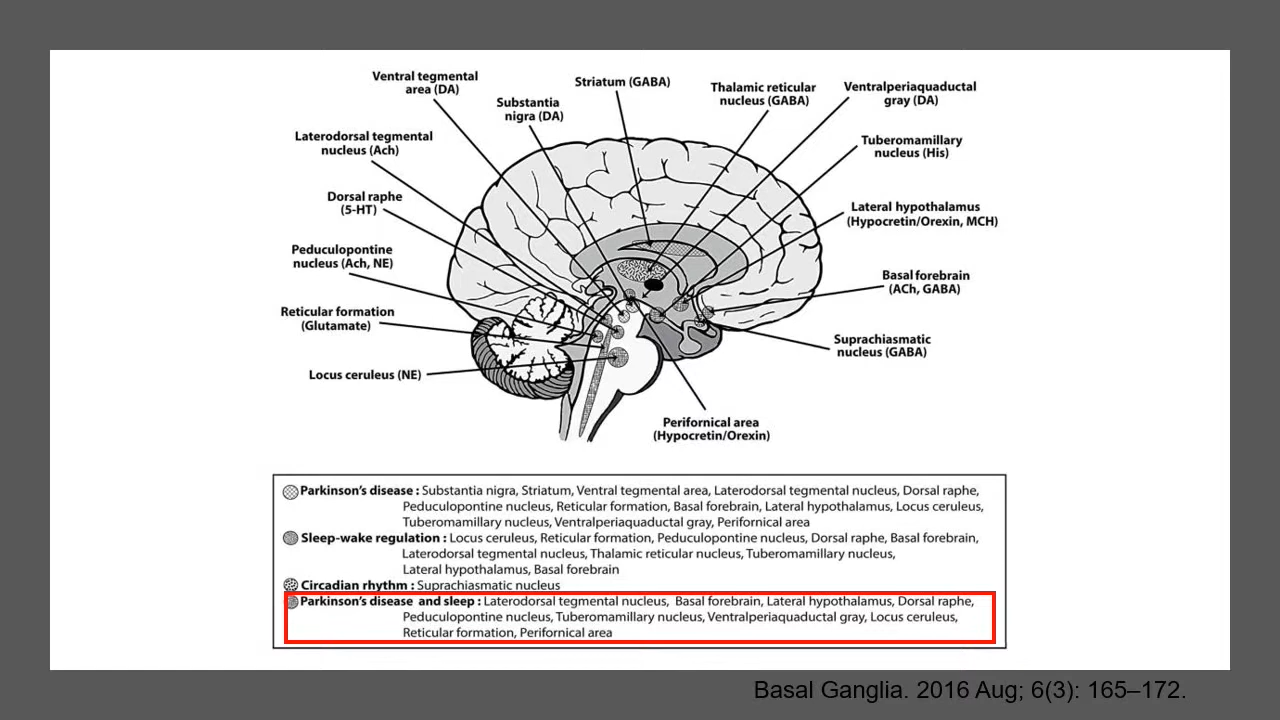 Ventral tegmental
area (DA)
Substantia
nigra (DA)
Striatum (GABA)
Thalamic reticular
nucleus (GABA)
Ventralperiaquaductal
gray (DA)
Laterodorsal tegmental
nucleus (Ach)
Tuberomamillary
nucleus (His)
Dorsal raphe
(5-HT)
Lateral hypothalamus
(Hypocretin/Orexin, MCH)
Peduculopontine
nucleus (Ach, NE)
Basal forebrain
(ACh, GABA)
Reticular formation
(Glutamate)
Suprachiasmatic
nucleus (GABA)
Locus ceruleus (NE)
Perifornical area
(Hypocretin/Orexin)
Parkinson's disease : Substantia nigra, Striatum, Ventral tegmental area, Laterodorsal tegmental nucleus, Dorsal raphe,
Peduculopontine nucleus, Reticular formation, Basal forebrain, Lateral hypothalamus, Locus ceruleus,
Tuberomamillary nucleus, Ventralperiaquaductal gray, Perifornical area
Sleep-wake regulation : Locus ceruleus, Reticular formation, Peduculopontine nucleus, Dorsal raphe, Basal forebrain,
Laterodorsal tegmental nucleus, Thalamic reticular nucleus, Tuberomamillary nucleus,
Lateral hypothalamus, Basal forebrain
Circadian rhythm : Suprachiasmatic nucleus
Parkinson's disease and sleep : Laterodorsal tegmental nucleus, Basal forebrain, Lateral hypothalamus, Dorsal raphe,
Peduculopontine nucleus, Tuberomamillary nucleus, Ventralperiaquaductal gray, Locus ceruleus,
Reticular formation, Perifornical area
Basal Ganglia. 2016 Aug; 6(3): 165–172.